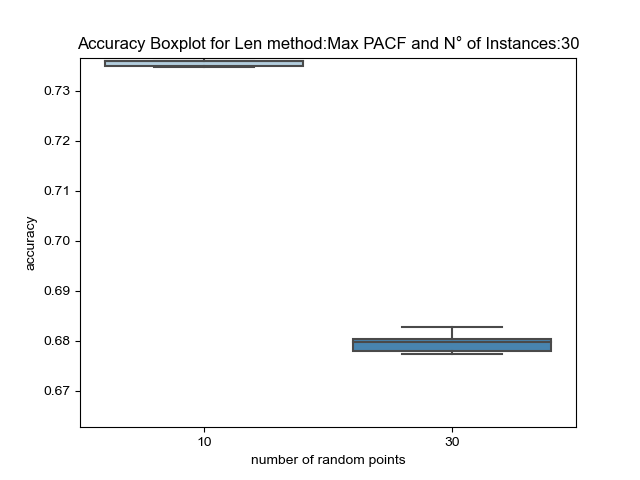 Accuracy Boxplot for Len method:Max PACF and N° of Instances:30
0.73
0.72
0.71
0.70
0.69
0.68
0.67
accuracy
10 30
number of random points